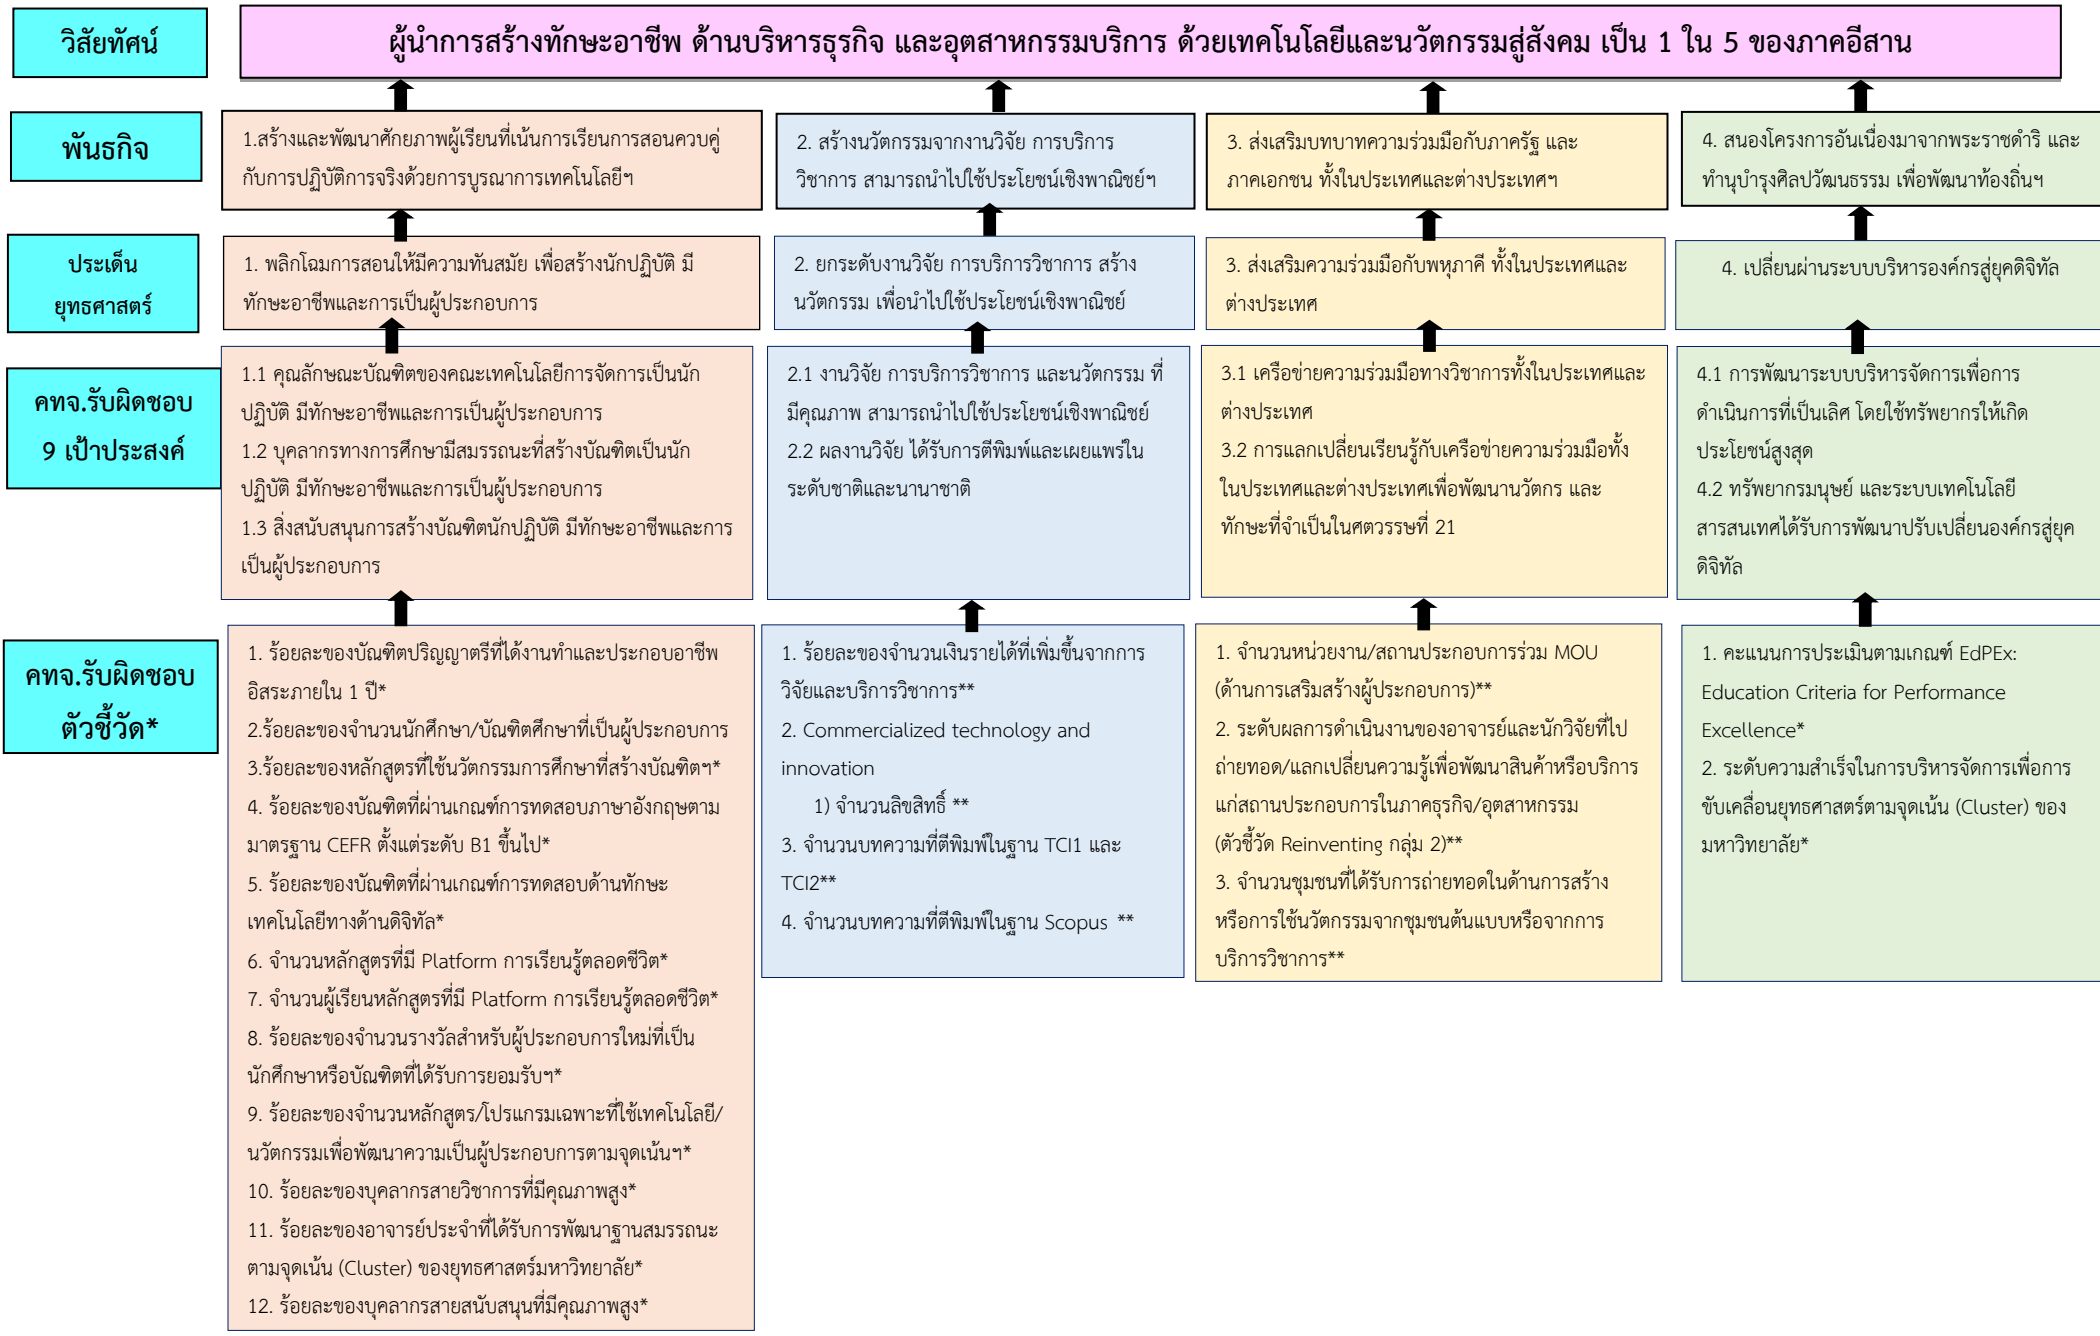 วิสัยทัศน์
ผู้นำการสร้างทักษะอาชีพ ด้านบริหารธุรกิจ และอุตสาหกรรมบริการ ด้วยเทคโนโลยีและนวัตกรรมสู่สังคม เป็น 1 ใน 5 ของภาคอีสาน
พันธกิจ
1.สร้างและพัฒนาศักยภาพผู้เรียนที่เน้นการเรียนการสอนควบคู่
กับการปฏิบัติการจริงด้วยการบูรณาการเทคโนโลยีฯ
2. สร้างนวัตกรรมจากงานวิจัย การบริการ
วิชาการ สามารถนำไปใช้ประโยชน์เชิงพาณิชย์ฯ
3. ส่งเสริมบทบาทความร่วมมือกับภาครัฐ และ
ภาคเอกชน ทั้งในประเทศและต่างประเทศฯ
4. สนองโครงการอันเนื่องมาจากพระราชดำริ และ
ทำนุบำรุงศิลปวัฒนธรรม เพื่อพัฒนาท้องถิ่นฯ
ประเด็น
ยุทธศาสตร์
1. พลิกโฉมการสอนให้มีความทันสมัย เพื่อสร้างนักปฏิบัติ มี
ทักษะอาชีพและการเป็นผู้ประกอบการ
2. ยกระดับงานวิจัย การบริการวิชาการ สร้าง
นวัตกรรม เพื่อนำไปใช้ประโยชน์เชิงพาณิชย์
3. ส่งเสริมความร่วมมือกับพหุภาคี ทั้งในประเทศและ
ต่างประเทศ
4. เปลี่ยนผ่านระบบบริหารองค์กรสู่ยุคดิจิทัล
คทจ.รับผิดชอบ
9 เป้าประสงค์
1.1 คุณลักษณะบัณฑิตของคณะเทคโนโลยีการจัดการเป็นนัก
ปฏิบัติ มีทักษะอาชีพและการเป็นผู้ประกอบการ
1.2 บุคลากรทางการศึกษามีสมรรถนะที่สร้างบัณฑิตเป็นนัก
ปฏิบัติ มีทักษะอาชีพและการเป็นผู้ประกอบการ
1.3 สิ่งสนับสนุนการสร้างบัณฑิตนักปฏิบัติ มีทักษะอาชีพและการ
เป็นผู้ประกอบการ
2.1 งานวิจัย การบริการวิชาการ และนวัตกรรม ที่
มีคุณภาพ สามารถนำไปใช้ประโยชน์เชิงพาณิชย์
2.2 ผลงานวิจัย ได้รับการตีพิมพ์และเผยแพร่ใน
ระดับชาติและนานาชาติ
3.1 เครือข่ายความร่วมมือทางวิชาการทั้งในประเทศและ
ต่างประเทศ
3.2 การแลกเปลี่ยนเรียนรู้กับเครือข่ายความร่วมมือทั้ง
ในประเทศและต่างประเทศเพื่อพัฒนานวัตกร และ
ทักษะที่จำเป็นในศตวรรษที่ 21
4.1 การพัฒนาระบบบริหารจัดการเพื่อการ
ดำเนินการที่เป็นเลิศ โดยใช้ทรัพยากรให้เกิด
ประโยชน์สูงสุด
4.2 ทรัพยากรมนุษย์ และระบบเทคโนโลยี
สารสนเทศได้รับการพัฒนาปรับเปลี่ยนองค์กรสู่ยุค
ดิจิทัล
คทจ.รับผิดชอบ
ตัวชี้วัด*
1. ร้อยละของบัณฑิตปริญญาตรีที่ได้งานทำและประกอบอาชีพ
อิสระภายใน 1 ปี*
2.ร้อยละของจำนวนนักศึกษา/บัณฑิตศึกษาที่เป็นผู้ประกอบการ
3.ร้อยละของหลักสูตรที่ใช้นวัตกรรมการศึกษาที่สร้างบัณฑิตฯ*
4. ร้อยละของบัณฑิตที่ผ่านเกณฑ์การทดสอบภาษาอังกฤษตาม
มาตรฐาน CEFR ตั้งแต่ระดับ B1 ขึ้นไป*
5. ร้อยละของบัณฑิตที่ผ่านเกณฑ์การทดสอบด้านทักษะ
เทคโนโลยีทางด้านดิจิทัล*
6. จำนวนหลักสูตรที่มี Platform การเรียนรู้ตลอดชีวิต*
7. จำนวนผู้เรียนหลักสูตรที่มี Platform การเรียนรู้ตลอดชีวิต*
8. ร้อยละของจำนวนรางวัลสำหรับผู้ประกอบการใหม่ที่เป็น
นักศึกษาหรือบัณฑิตที่ได้รับการยอมรับฯ*
9. ร้อยละของจำนวนหลักสูตร/โปรแกรมเฉพาะที่ใช้เทคโนโลยี/
นวัตกรรมเพื่อพัฒนาความเป็นผู้ประกอบการตามจุดเน้นฯ*
10. ร้อยละของบุคลากรสายวิชาการที่มีคุณภาพสูง*
11. ร้อยละของอาจารย์ประจำที่ได้รับการพัฒนาฐานสมรรถนะ
ตามจุดเน้น (Cluster) ของยุทธศาสตร์มหาวิทยาลัย*
12. ร้อยละของบุคลากรสายสนับสนุนที่มีคุณภาพสูง*
1. ร้อยละของจำนวนเงินรายได้ที่เพิ่มขึ้นจากการ
วิจัยและบริการวิชาการ**
2. Commercialized technology and
innovation
1) จำนวนลิขสิทธิ์ **
3. จำนวนบทความที่ตีพิมพ์ในฐาน TCI1 และ
TCI2**
4. จำนวนบทความที่ตีพิมพ์ในฐาน Scopus **
1. จำนวนหน่วยงาน/สถานประกอบการร่วม MOU
(ด้านการเสริมสร้างผู้ประกอบการ)**
2. ระดับผลการดำเนินงานของอาจารย์และนักวิจัยที่ไป
ถ่ายทอด/แลกเปลี่ยนความรู้เพื่อพัฒนาสินค้าหรือบริการ
แก่สถานประกอบการในภาคธุรกิจ/อุตสาหกรรม
(ตัวชี้วัด Reinventing กลุ่ม 2)**
3. จำนวนชุมชนที่ได้รับการถ่ายทอดในด้านการสร้าง
หรือการใช้นวัตกรรมจากชุมชนต้นแบบหรือจากการ
บริการวิชาการ**
1. คะแนนการประเมินตามเกณฑ์ EdPEx:
Education Criteria for Performance
Excellence*
2. ระดับความสำเร็จในการบริหารจัดการเพื่อการ
ขับเคลื่อนยุทธศาสตร์ตามจุดเน้น (Cluster) ของ
มหาวิทยาลัย*